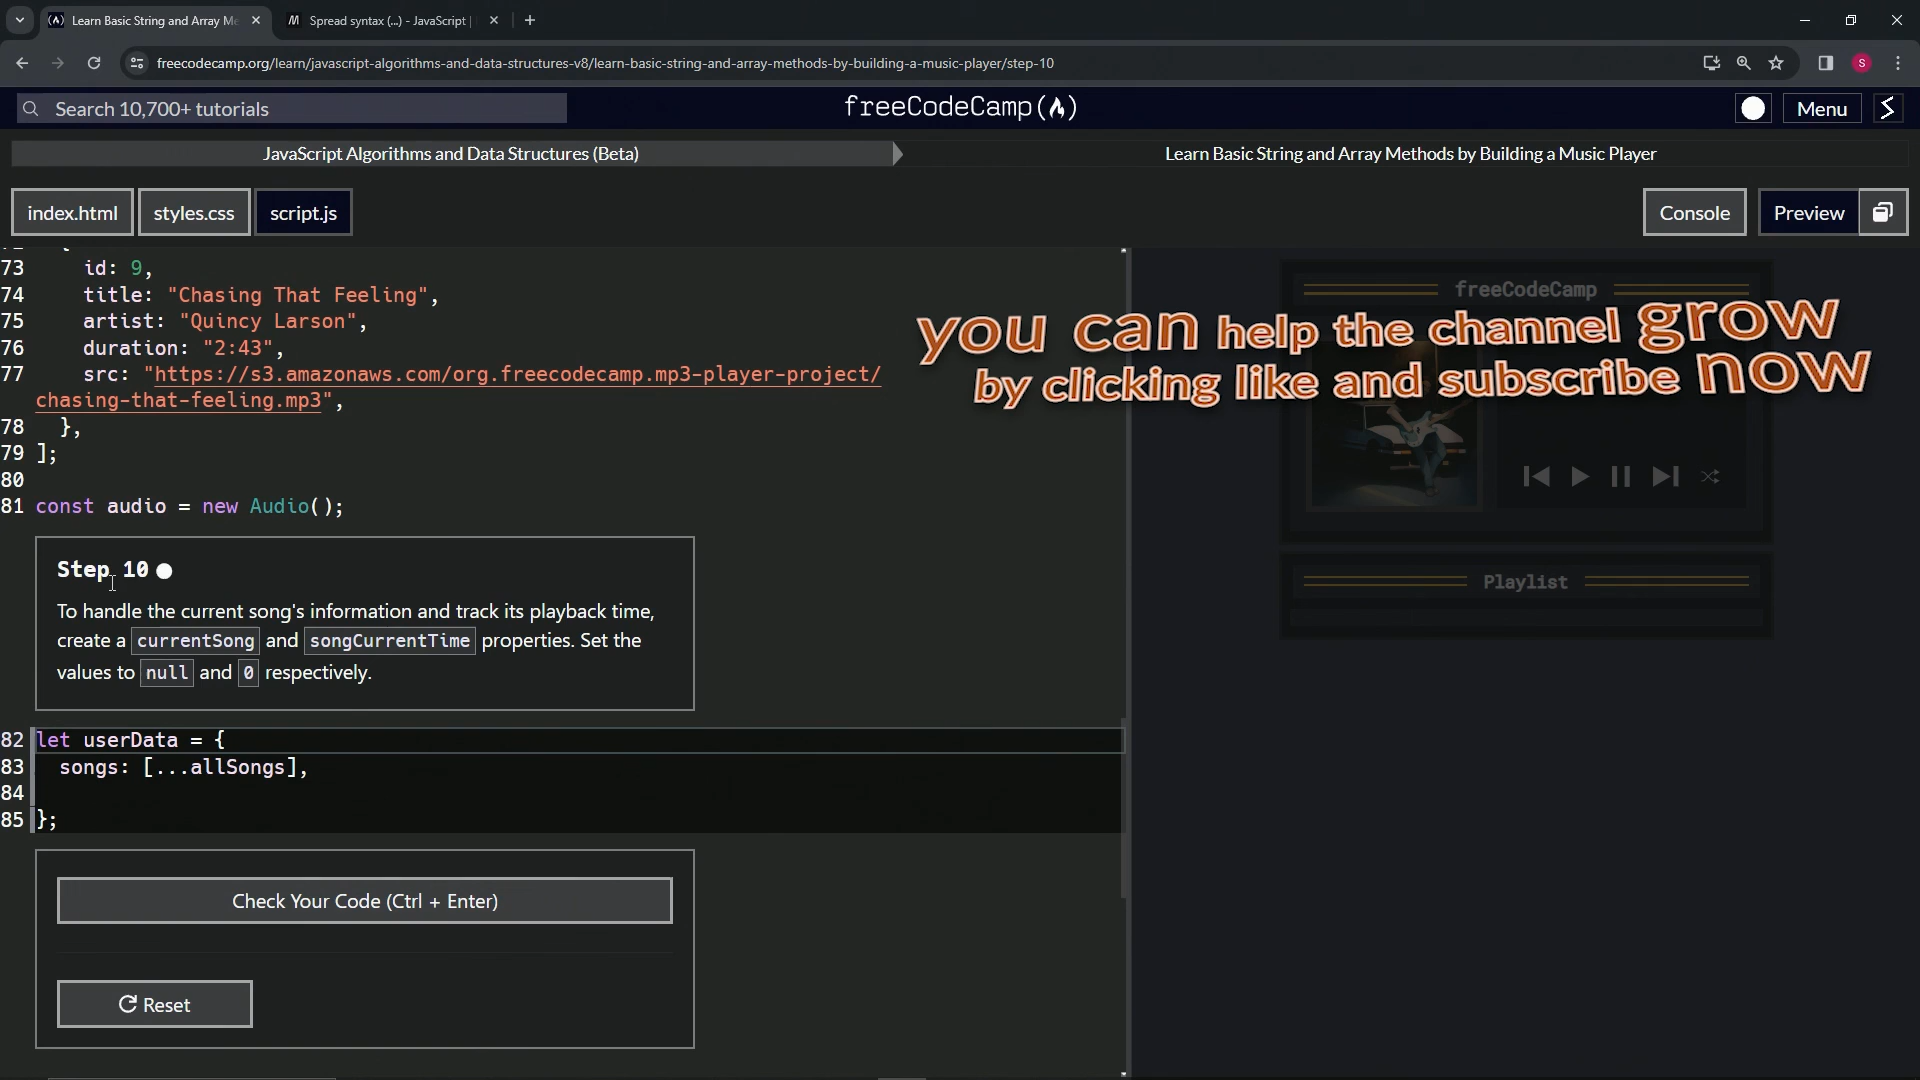 Learn Basic String and Array Me
Spread syntax (...) - JavaScript |
freecodecamp.org/learn/javascript-algorithms-and-data-structures-v8/learn-basic-string-and-array-methods-by-building-a-music-player/step-10
S
Search 10,700+ tutorials
freeCodeCamp(🔥)
Menu
JavaScript Algorithms and Data Structures (Beta)
Learn Basic String and Array Methods by Building a Music Player
index.html
styles.css
script.js
Console
Preview
73 id: 9,
74 title: "Chasing That Feeling",
75 artist: "Quincy Larson",
76 duration: "2:43",
77 src: "https://s3.amazonaws.com/org.freecodecamp.mp3-player-project/
chasing-that-feeling.mp3",
78 },
79 ];
80
81 const audio = new Audio();
Step 10
To handle the current song's information and track its playback time,
create a currentSong and songCurrentTime properties. Set the
values to null and 0 respectively.
82 let userData = {
83 songs: [...allSongs],
84
85 };
Check Your Code (Ctrl + Enter)
Reset
freeCodeCamp
you can help the channel grow
by clicking like and subscribe now
Playlist